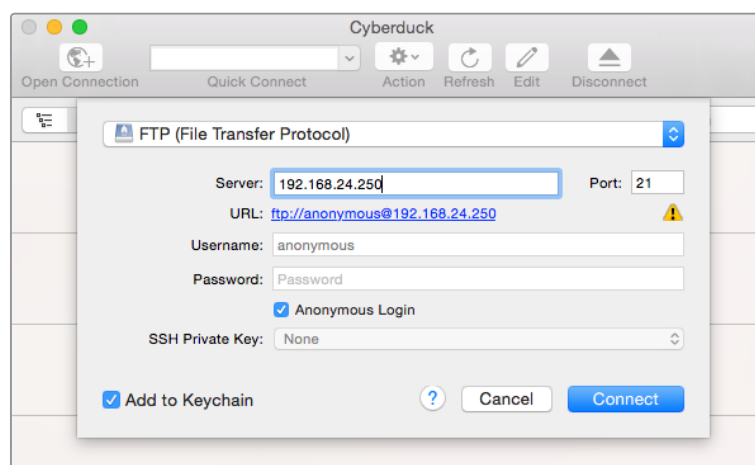 Cyberduck
Open Connection Quick Connect Action Refresh Edit Disconnect
FTP (File Transfer Protocol)
Server: 192.168.24.250 Port: 21
URL: ftp://anonymous@192.168.24.250
Username: anonymous
Password: Password
Anonymous Login
SSH Private Key: None
Add to Keychain ? Cancel Connect